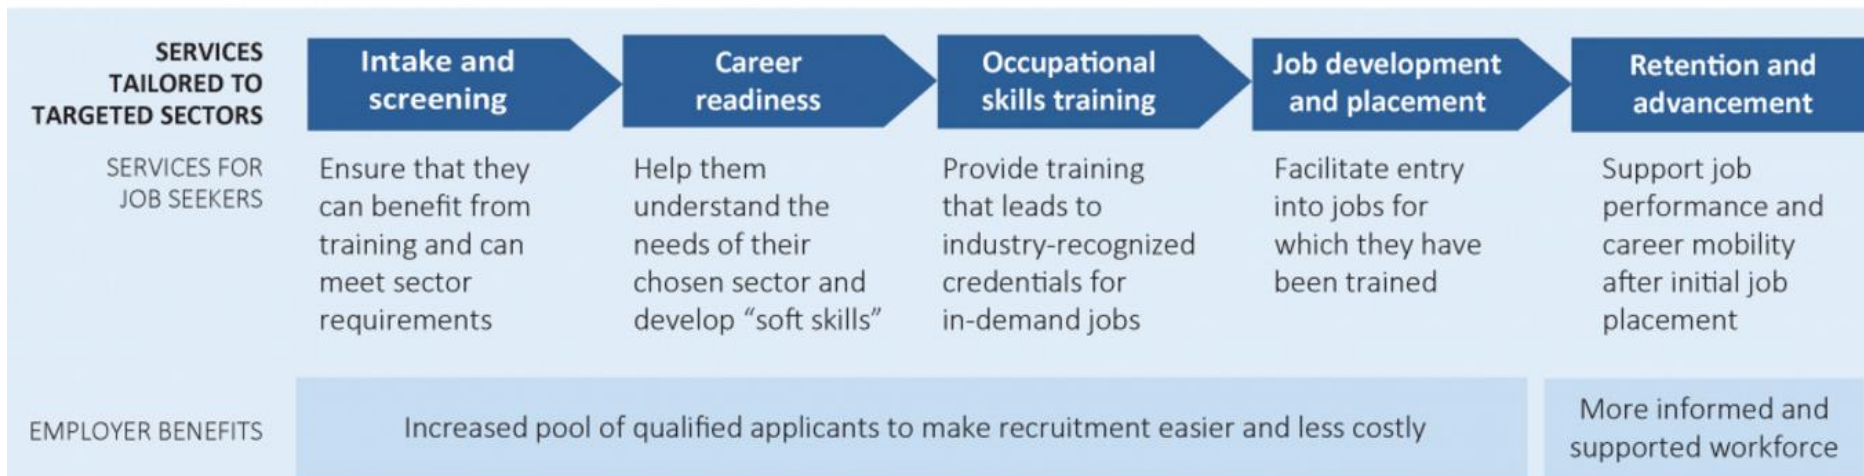 SERVICES
TAILORED TO
TARGETED SECTORS
Intake and
screening
Career
readiness
Occupational
skills training
Job development
and placement
Retention and
advancement
SERVICES FOR
JOB SEEKERS
Ensure that they
can benefit from
training and can
meet sector
requirements
Help them
understand the
needs of their
chosen sector and
develop “soft skills”
Provide training
that leads to
industry-recognized
credentials for
in-demand jobs
Facilitate entry
into jobs for
which they have
been trained
Support job
performance and
career mobility
after initial job
placement
EMPLOYER BENEFITS
Increased pool of qualified applicants to make recruitment easier and less costly
More informed and
supported workforce